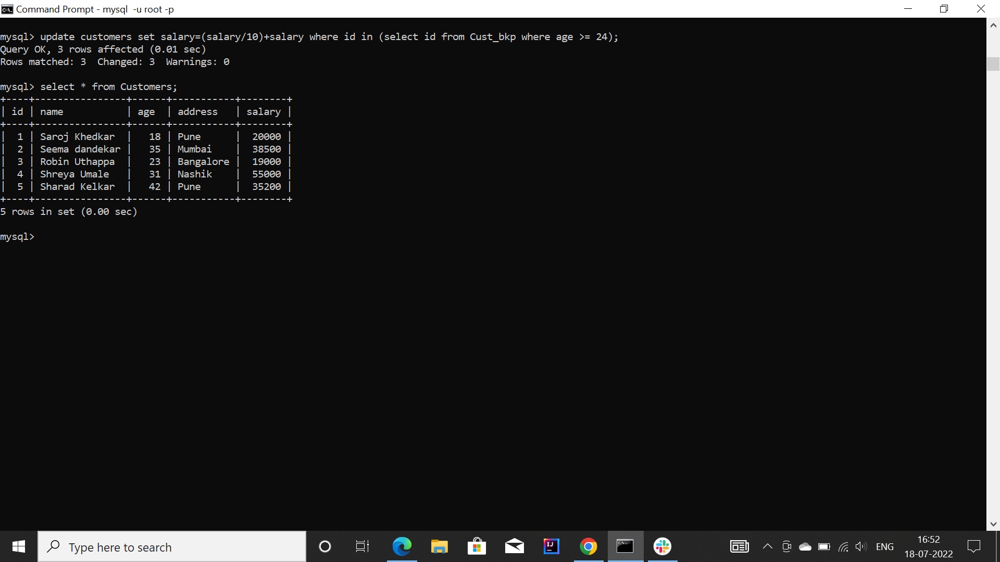 Command Prompt - mysql  -u root -p
mysql> update customers set salary=(salary/10)+salary where id in (select id from Cust_bkp where age >= 24);
Query OK, 3 rows affected (0.01 sec)
Rows matched: 3  Changed: 3  Warnings: 0
mysql> select * from Customers;
+----+----------------+------+-----------+--------+
| id | name           | age  | address   | salary |
+----+----------------+------+-----------+--------+
|  1 | Saroj Khedkar  |   18 | Pune      |  20000 |
|  2 | Seema dandekar |   35 | Mumbai    |  38500 |
|  3 | Robin Uthappa  |   23 | Bangalore |  19000 |
|  4 | Shreya Umale   |   31 | Nashik    |  55000 |
|  5 | Sharad Kelkar  |   42 | Pune      |  35200 |
+----+----------------+------+-----------+--------+
5 rows in set (0.00 sec)
mysql>
Type here to search
IJ
ENG
16:52
18-07-2022